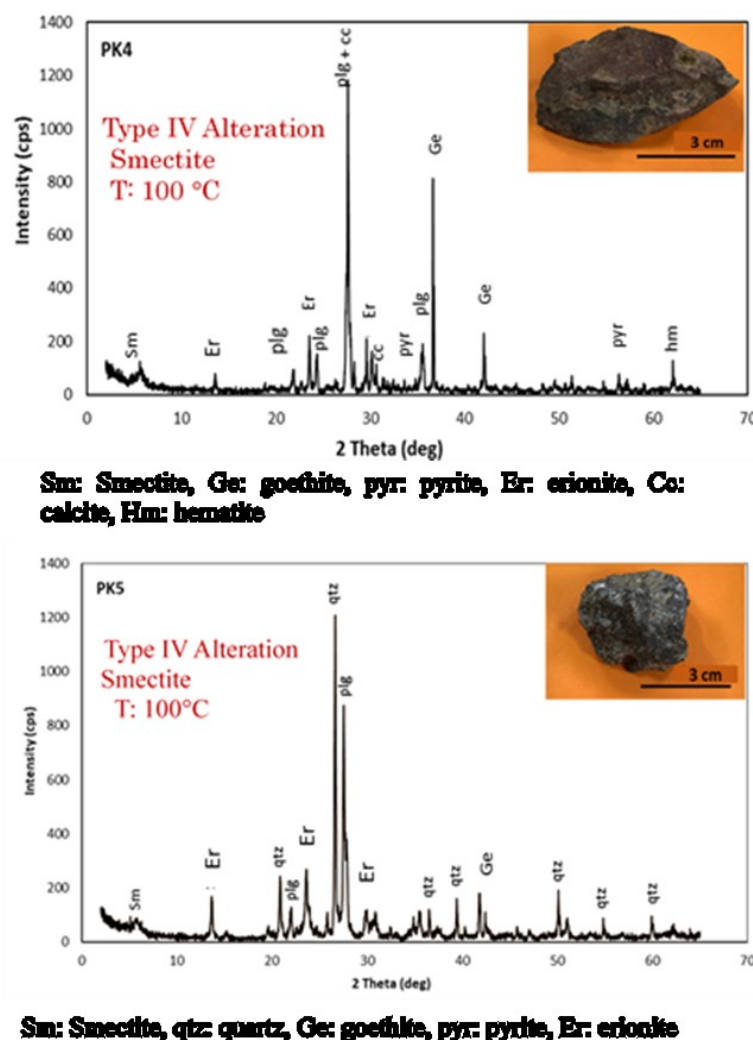 1400
PK4
plg + cc
1200
Type IV Alteration
Smectite
T: 100 °C
3 cm
1000
Ge
800
600
400
Er
Er
Ge
plg
plg
plg
cc
pyr
pyr
hm
200
Sm
Er
0
Intensity (cps)
0 10 20 30 40 50 60 70
2 Theta (deg)
Sm: Smectite, Ge: goethite, pyr: pyrite, Er: erionite, Cc:
calcite, Hm: hematite
1400
PK5
qtz
1200
Type IV Alteration
Smectite
T: 100°C
3 cm
plg
1000
800
600
400
Er
qtz
Er
Ge
qtz
qtz
qtz
qtz
qtz
200
Sm
Er
plg
0
Intensity (cps)
0 10 20 30 40 50 60 70
2 Theta (deg)
Sm: Smectite, qtz: quartz, Ge: goethite, pyr: pyrite, Er: erionite